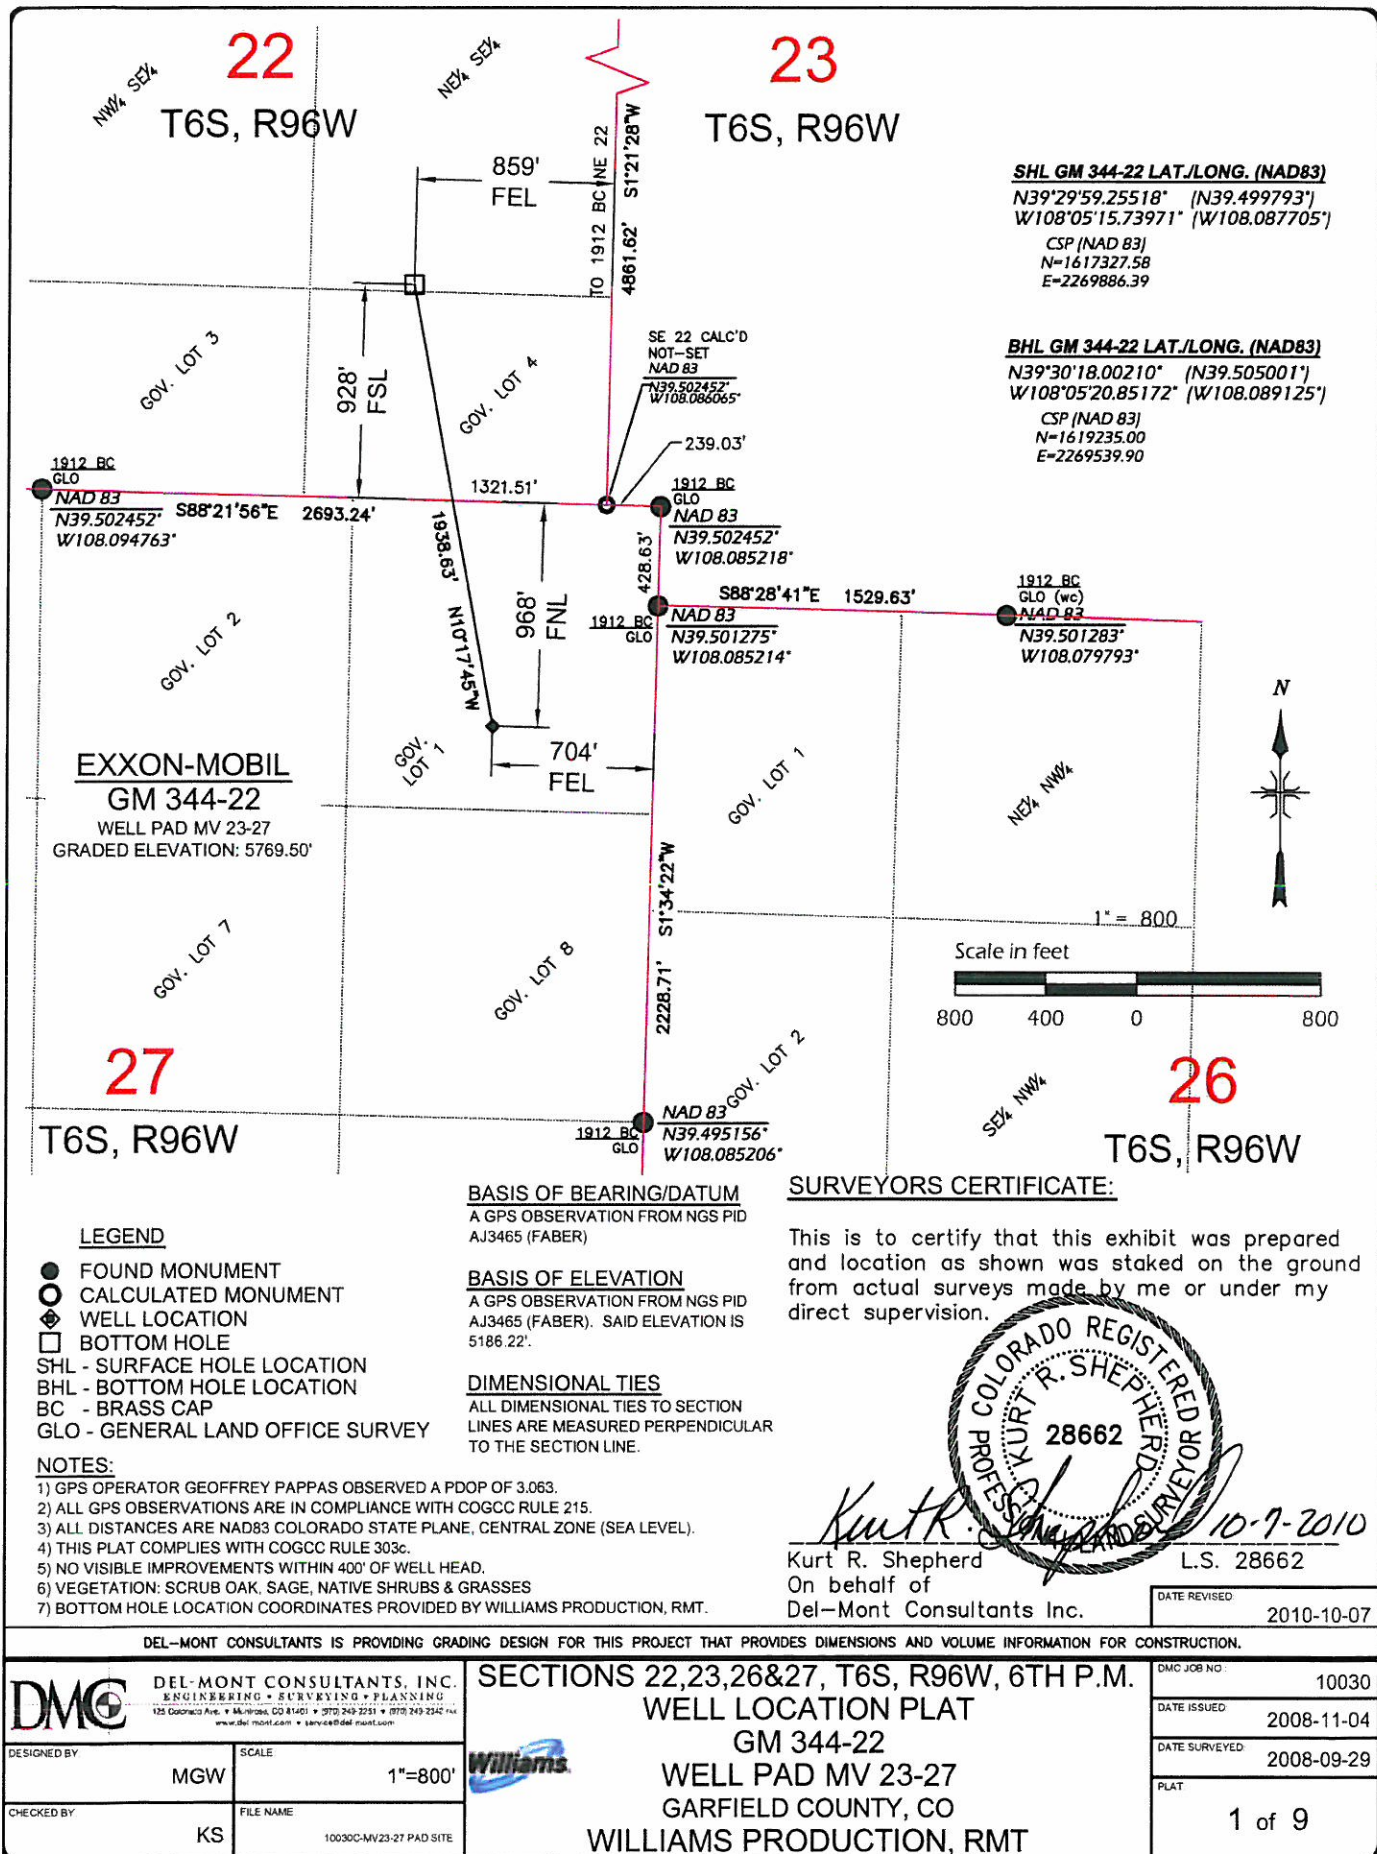 22
T6S, R96W
23
T6S, R96W
NW¼ SE¼
NE¼ SE¼
859'
FEL
TO 1912 BC NE 22
4861.62'  S1°21'28"W
SHL GM 344-22 LAT./LONG. (NAD83)
N39°29'59.25518" (N39.499793°)
W108°05'15.73971" (W108.087705°)
CSP (NAD 83)
N=1617327.58
E=2269886.39
BHL GM 344-22 LAT./LONG. (NAD83)
N39°30'18.00210" (N39.505001°)
W108°05'20.85172" (W108.089125°)
CSP (NAD 83)
N=1619235.00
E=2269539.90
GOV. LOT 3
928'
FSL
GOV. LOT 4
SE 22 CALC'D
NOT-SET
NAD 83
N39.502452°
W108.086065°
239.03'
1912 BC
GLO
NAD 83
N39.502452°
W108.094763°
S88°21'56"E  2693.24'
1321.51'
1912 BC
GLO
NAD 83
N39.502452°
W108.085218°
428.63'
1938.63'  N10°17'45"W
968'
FNL
S88°28'41"E  1529.63'
1912 BC
GLO
NAD 83
N39.501275°
W108.085214°
1912 BC
GLO (wc)
NAD 83
N39.501283°
W108.079793°
GOV. LOT 2
GOV.
LOT 1
704'
FEL
GOV. LOT 1
NE¼ NW¼
N
EXXON-MOBIL
GM 344-22
WELL PAD MV 23-27
GRADED ELEVATION: 5769.50'
GOV. LOT 7
GOV. LOT 8
2228.71'  S1°34'22"W
1" = 800
Scale in feet
800 400 0 800
27
T6S, R96W
GOV. LOT 2
SE¼ NW¼
26
T6S, R96W
1912 BC
GLO
NAD 83
N39.495156°
W108.085206°
LEGEND
FOUND MONUMENT
CALCULATED MONUMENT
WELL LOCATION
BOTTOM HOLE
SHL - SURFACE HOLE LOCATION
BHL - BOTTOM HOLE LOCATION
BC - BRASS CAP
GLO - GENERAL LAND OFFICE SURVEY
BASIS OF BEARING/DATUM
A GPS OBSERVATION FROM NGS PID
AJ3465 (FABER)
BASIS OF ELEVATION
A GPS OBSERVATION FROM NGS PID
AJ3465 (FABER). SAID ELEVATION IS
5186.22'.
DIMENSIONAL TIES
ALL DIMENSIONAL TIES TO SECTION
LINES ARE MEASURED PERPENDICULAR
TO THE SECTION LINE.
SURVEYORS CERTIFICATE:
This is to certify that this exhibit was prepared
and location as shown was staked on the ground
from actual surveys made by me or under my
direct supervision.
COLORADO REGISTERED
KURT R. SHEPHERD
28662
PROFESSIONAL LAND SURVEYOR
Kurt R. Shepherd 10-7-2010
Kurt R. Shepherd L.S. 28662
On behalf of
Del-Mont Consultants Inc.
NOTES:
1) GPS OPERATOR GEOFFREY PAPPAS OBSERVED A PDOP OF 3.063.
2) ALL GPS OBSERVATIONS ARE IN COMPLIANCE WITH COGCC RULE 215.
3) ALL DISTANCES ARE NAD83 COLORADO STATE PLANE, CENTRAL ZONE (SEA LEVEL).
4) THIS PLAT COMPLIES WITH COGCC RULE 303c.
5) NO VISIBLE IMPROVEMENTS WITHIN 400' OF WELL HEAD.
6) VEGETATION: SCRUB OAK, SAGE, NATIVE SHRUBS & GRASSES
7) BOTTOM HOLE LOCATION COORDINATES PROVIDED BY WILLIAMS PRODUCTION, RMT.
DATE REVISED:
2010-10-07
DEL-MONT CONSULTANTS IS PROVIDING GRADING DESIGN FOR THIS PROJECT THAT PROVIDES DIMENSIONS AND VOLUME INFORMATION FOR CONSTRUCTION.
DMC
DEL-MONT CONSULTANTS, INC.
ENGINEERING ▾ SURVEYING ▾ PLANNING
125 Colorado Ave. ▾ Montrose, CO 81401 ▾ (970) 249-2251 ▾ (970) 249-2342 FAX
www.del-mont.com ▾ service@del-mont.com
DESIGNED BY
MGW
SCALE
1"=800'
CHECKED BY
KS
FILE NAME
10030C-MV23-27 PAD SITE
Williams
SECTIONS 22,23,26&27, T6S, R96W, 6TH P.M.
WELL LOCATION PLAT
GM 344-22
WELL PAD MV 23-27
GARFIELD COUNTY, CO
WILLIAMS PRODUCTION, RMT
DMC JOB NO:
10030
DATE ISSUED:
2008-11-04
DATE SURVEYED:
2008-09-29
PLAT
1 of 9